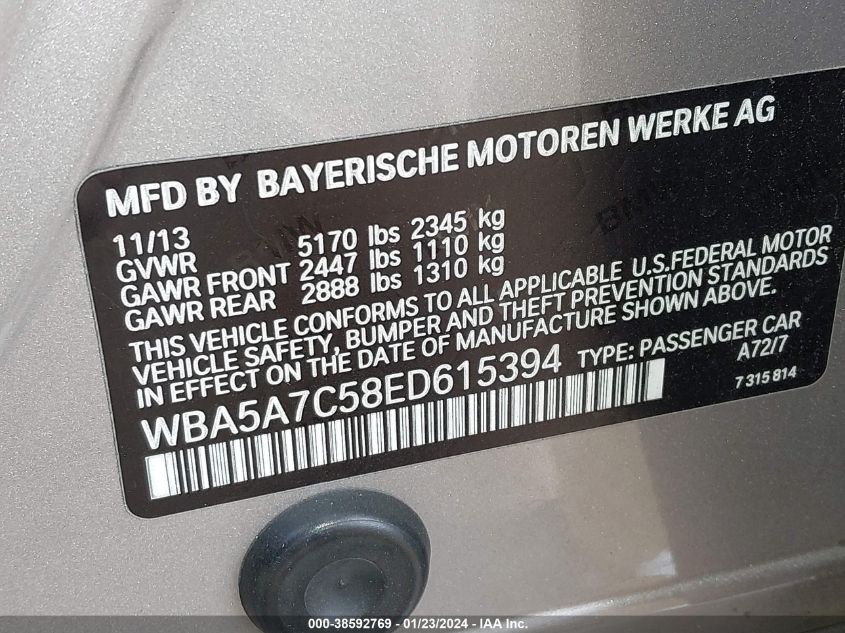 MFD BY BAYERISCHE MOTOREN WERKE AG
11/13
GVWR 5170 lbs 2345 kg
GAWR FRONT 2447 lbs 1110 kg
GAWR REAR 2888 lbs 1310 kg
THIS VEHICLE CONFORMS TO ALL APPLICABLE U.S.FEDERAL MOTOR
VEHICLE SAFETY, BUMPER AND THEFT PREVENTION STANDARDS
IN EFFECT ON THE DATE OF MANUFACTURE SHOWN ABOVE.
WBA5A7C58ED615394 TYPE: PASSENGER CAR
A72/7
7 315 814
000-38592769 - 01/23/2024 - IAA Inc.